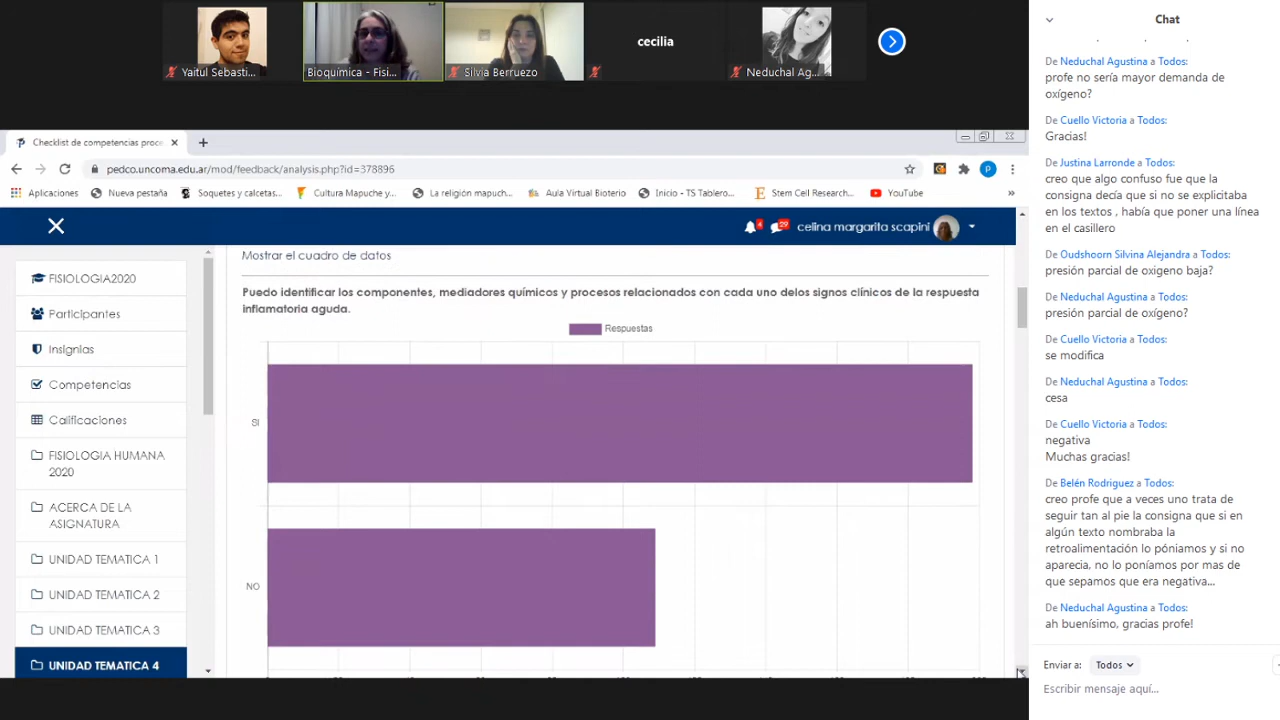 Yaitul Sebasti...
Bioquímica - Fisi...
Silvia Berruezo
cecilia
Neduchal Ag...
Checklist de competencias proce
pedco.uncoma.edu.ar/mod/feedback/analysis.php?id=378896
Aplicaciones
Nueva pestaña
Soquetes y calcetas...
Cultura Mapuche y...
La religión mapuch...
Aula Virtual Bioterio
Inicio - TS Tablero...
Stem Cell Research...
YouTube
celina margarita scapini
FISIOLOGIA2020
Participantes
Insignias
Competencias
Calificaciones
FISIOLOGIA HUMANA
2020
ACERCA DE LA
ASIGNATURA
UNIDAD TEMATICA 1
UNIDAD TEMATICA 2
UNIDAD TEMATICA 3
UNIDAD TEMATICA 4
Mostrar el cuadro de datos
Puedo identificar los componentes, mediadores químicos y procesos relacionados con cada uno delos signos clínicos de la respuesta
inflamatoria aguda.
Respuestas
SI
NO
Chat
De Neduchal Agustina a Todos:
profe no sería mayor demanda de
oxígeno?
De Cuello Victoria a Todos:
Gracias!
De Justina Larronde a Todos:
creo que algo confuso fue que la
consigna decía que si no se explicitaba
en los textos , había que poner una línea
en el casillero
De Oudshoorn Silvina Alejandra a Todos:
presión parcial de oxigeno baja?
De Neduchal Agustina a Todos:
presión parcial de oxígeno?
De Cuello Victoria a Todos:
se modifica
De Neduchal Agustina a Todos:
cesa
De Cuello Victoria a Todos:
negativa
Muchas gracias!
De Belén Rodriguez a Todos:
creo profe que a veces uno trata de
seguir tan al pie la consigna que si en
algún texto nombraba la
retroalimentación lo póniamos y si no
aparecia, no lo poníamos por mas de
que sepamos que era negativa...
De Neduchal Agustina a Todos:
ah buenísimo, gracias profe!
Enviar a: Todos
Escribir mensaje aquí...